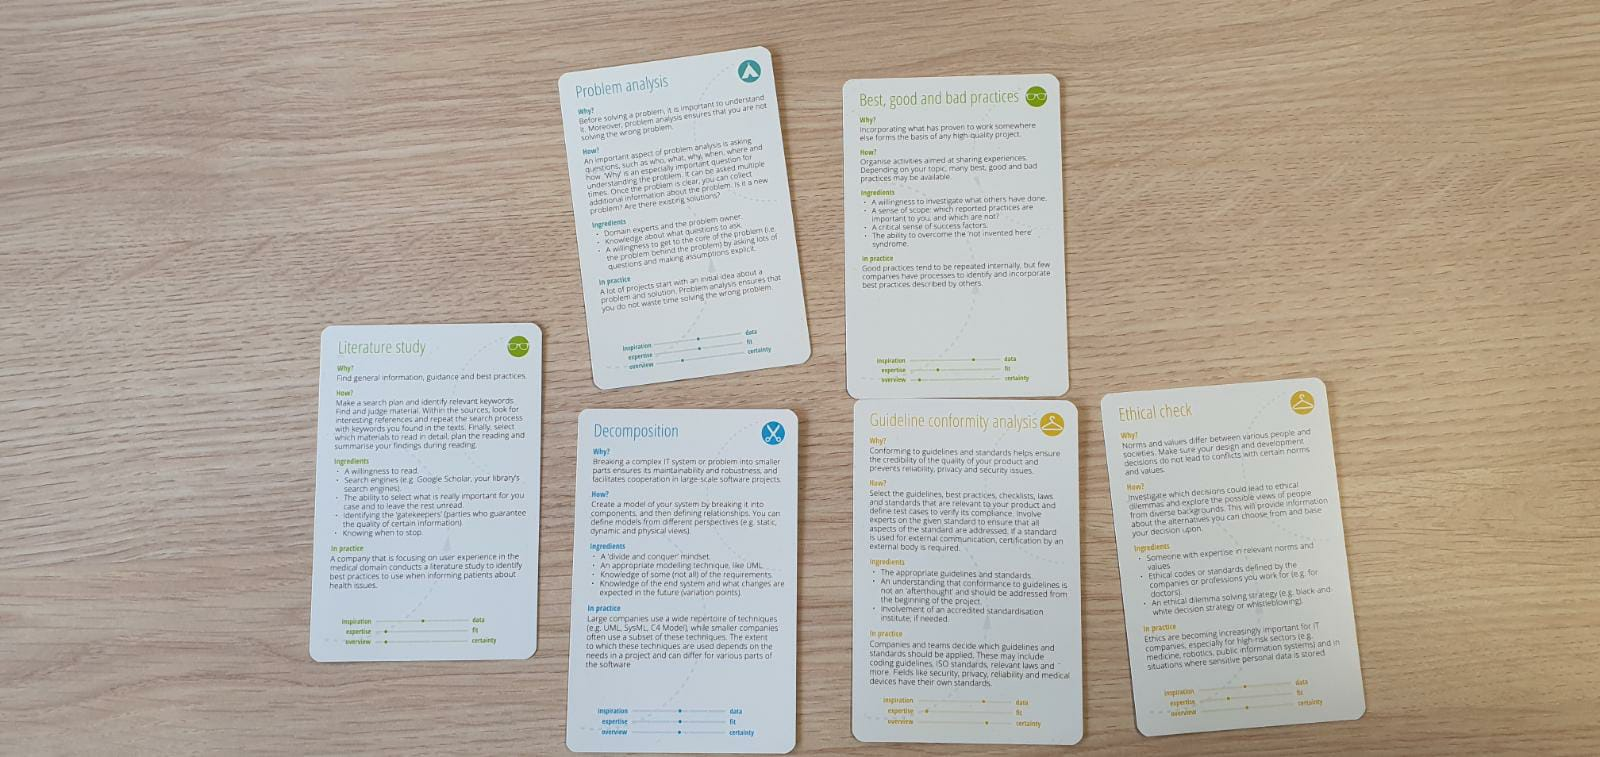 Problem analysis
Why?
Before solving a problem, it is important to understand
it. Moreover, problem analysis ensures that you are not
solving the wrong problem.
How?
An important aspect of problem analysis is asking
questions, such as who, what, why, when, where and
how. 'Why' is an especially important question for
understanding the problem. It can be asked multiple
times. Once the problem is clear, you can collect
additional information about the problem. Is it a new
problem? Are there existing solutions?
Ingredients
• Domain experts and the problem owner.
• Knowledge about what questions to ask.
• A willingness to get to the core of the problem (i.e.
the problem behind the problem) by asking lots of
questions and making assumptions explicit.
In practice
A lot of projects start with an initial idea about a
problem and solution. Problem analysis ensures that
you do not waste time solving the wrong problem.
inspiration data
expertise fit
overview certainty
Best, good and bad practices
Why?
Incorporating what has proven to work somewhere
else forms the basis of any high quality project.
How?
Organise activities aimed at sharing experiences.
Depending on your topic, many best, good and bad
practices may be available.
Ingredients
• A willingness to investigate what others have done.
• A sense of scope: which reported practices are
important to you, and which are not?
• A critical sense of success factors.
• The ability to overcome the 'not invented here'
syndrome.
In practice
Good practices tend to be repeated internally, but few
companies have processes to identify and incorporate
best practices described by others.
inspiration data
expertise fit
overview certainty
Literature study
Why?
Find general information, guidance and best practices.
How?
Make a search plan and identify relevant keywords.
Find and judge material. Within the sources, look for
interesting references and repeat the search process
with keywords you found in the texts. Finally, select
which materials to read in detail, plan the reading and
summarise your findings during reading.
Ingredients
• A willingness to read.
• Search engines (e.g. Google Scholar, your library's
search engines).
• The ability to select what is really important for you
case and to leave the rest unread.
• Identifying the 'gatekeepers' (parties who guarantee
the quality of certain information).
• Knowing when to stop.
In practice
A company that is focusing on user experience in the
medical domain conducts a literature study to identify
best practices to use when informing patients about
health issues.
inspiration data
expertise fit
overview certainty
Decomposition
Why?
Breaking a complex IT system or problem into smaller
parts ensures its maintainability and robustness, and
facilitates cooperation in large-scale software projects.
How?
Create a model of your system by breaking it into
components, and then defining relationships. You can
define models from different perspectives (e.g. static,
dynamic and physical views).
Ingredients
• A 'divide and conquer' mindset.
• An appropriate modelling technique, like UML.
• Knowledge of some (not all) of the requirements.
• Knowledge of the end system and what changes are
expected in the future (variation points).
In practice
Large companies use a wide repertoire of techniques
(e.g. UML, SysML, C4 Model), while smaller companies
often use a subset of these techniques. The extent
to which these techniques are used depends on the
needs in a project and can differ for various parts of
the software
inspiration data
expertise fit
overview certainty
Guideline conformity analysis
Why?
Conforming to guidelines and standards helps ensure
the credibility of the quality of your product and
prevents reliability, privacy and security issues.
How?
Select the guidelines, best practices, checklists, laws
and standards that are relevant to your product and
define test cases to verify its compliance. Involve
experts on the given standard to ensure that all
aspects of the standard are addressed. If a standard
is used for external communication, certification by an
external body is required.
Ingredients
• The appropriate guidelines and standards.
• An understanding that conformance to guidelines is
not an 'afterthought' and should be addressed from
the beginning of the project.
• Involvement of an accredited standardisation
institute, if needed.
In practice
Companies and teams decide which guidelines and
standards should be applied. These may include
coding guidelines, ISO standards, relevant laws and
more. Fields like security, privacy, reliability and medical
devices have their own standards.
inspiration data
expertise fit
overview certainty
Ethical check
Why?
Norms and values differ between various people and
societies. Make sure your design and development
decisions do not lead to conflicts with certain norms
and values.
How?
Investigate which decisions could lead to ethical
dilemmas and explore the possible views of people
from diverse backgrounds. This will provide information
about the alternatives you can choose from and base
your decision upon.
Ingredients
• Someone with expertise in relevant norms and
values.
• Ethical codes or standards defined by the
companies or professions you work for (e.g. for
doctors).
• An ethical dilemma solving strategy (e.g. black-and-
white decision strategy or whistleblowing).
In practice
Ethics are becoming increasingly important for IT
companies, especially for high-risk sectors (e.g.
medicine, robotics, public information systems) and in
situations where sensitive personal data is stored.
inspiration data
expertise fit
overview certainty